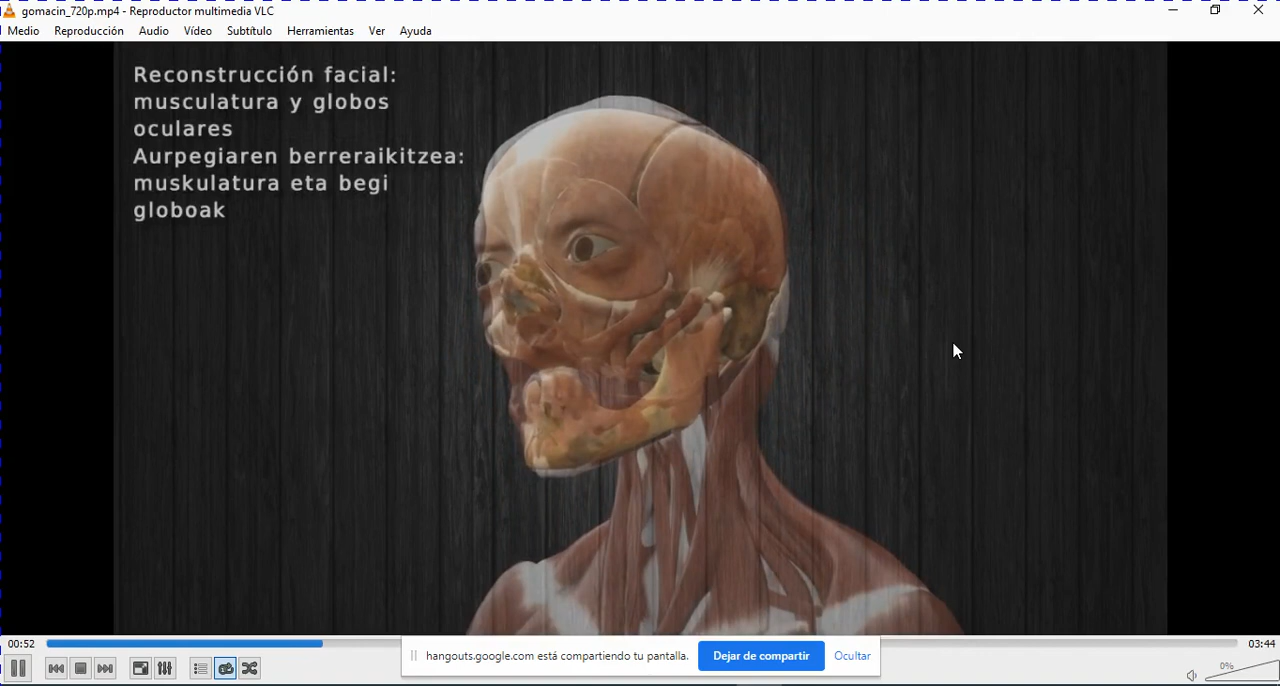 gomacin_720p.mp4 - Reproductor multimedia VLC
Medio Reproducción Audio Vídeo Subtítulo Herramientas Ver Ayuda
Reconstrucción facial:
musculatura y globos
oculares
Aurpegiaren berreraikitzea:
muskulatura eta begi
globoak
00:52 03:44
hangouts.google.com está compartiendo tu pantalla. Dejar de compartir Ocultar
0%